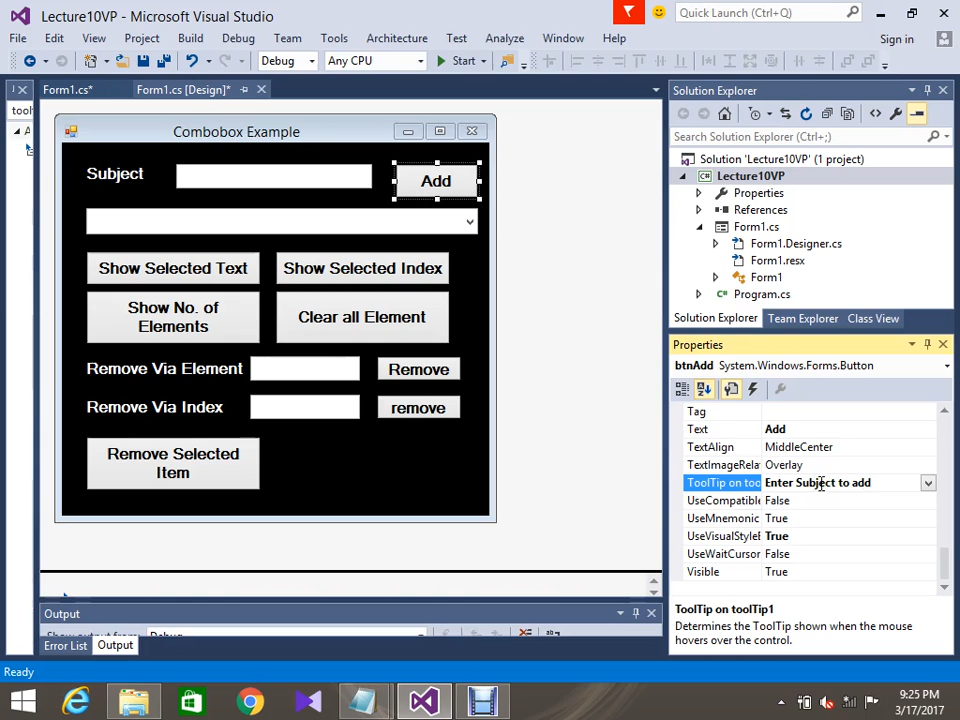 Lecture10VP - Microsoft Visual Studio
Quick Launch (Ctrl+;)
File Edit View Project Build Debug Team Tools Architecture Test Analyze Window Help
Sign in
Debug Any CPU Start
Form1.cs* Form1.cs [Design]*
tool
A
Combobox Example
Subject
Add
Show Selected Text
Show Selected Index
Show No. of
Elements
Clear all Element
Remove Via Element
Remove
Remove Via Index
remove
Remove Selected
Item
Output
Show output from: Debug
Error List Output
Solution Explorer
Search Solution Explorer (Ctrl+;)
Solution 'Lecture10VP' (1 project)
Lecture10VP
Properties
References
Form1.cs
Form1.Designer.cs
Form1.resx
Form1
Program.cs
Solution Explorer Team Explorer Class View
Properties
btnAdd System.Windows.Forms.Button
Tag
Text Add
TextAlign MiddleCenter
TextImageRela Overlay
ToolTip on too Enter Subject to add
UseCompatible False
UseMnemonic True
UseVisualStyleB True
UseWaitCursor False
Visible True
ToolTip on toolTip1
Determines the ToolTip shown when the mouse
hovers over the control.
Ready
9:25 PM
3/17/2017